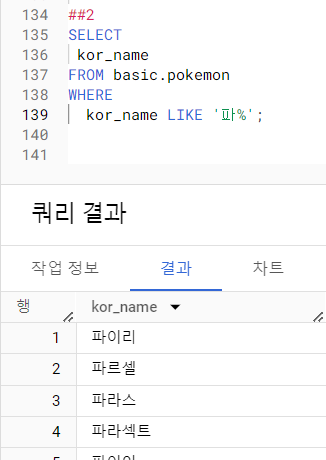 134 ##2
135 SELECT
136 kor_name
137 FROM basic.pokemon
138 WHERE
139 kor_name LIKE '파%';
140
141
쿼리 결과
작업 정보 결과 차트
행 kor_name
1 파이리
2 파르셀
3 파라스
4 파라섹트